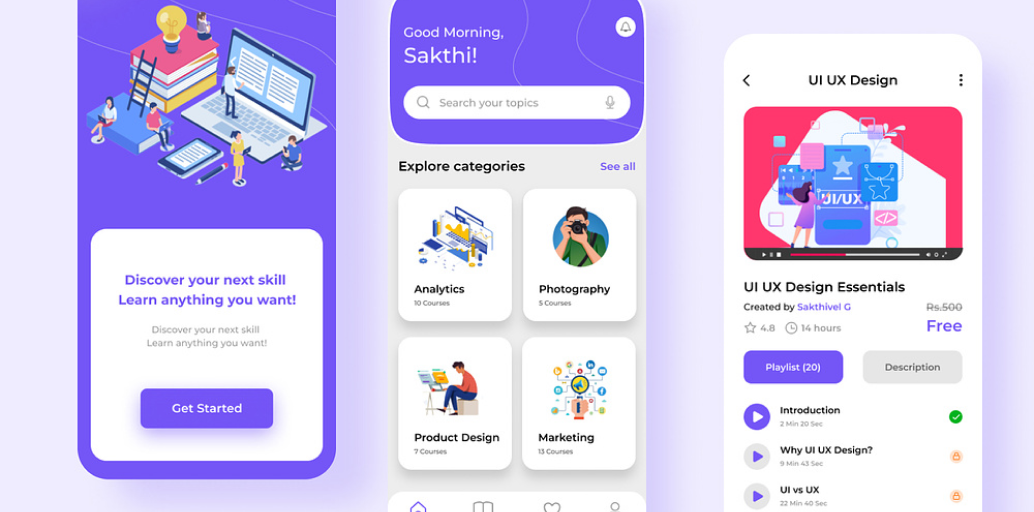 Discover your next skill
Learn anything you want!
Discover your next skill
Learn anything you want!
Get Started
Good Morning,
Sakthi!
Search your topics
Explore categories
See all
Analytics
10 Courses
Photography
5 Courses
Product Design
7 Courses
Marketing
13 Courses
UI UX Design
UI/UX
</>
UI UX Design Essentials
Created by Sakthivel G
Rs.500
4.8
14 hours
Free
Playlist (20)
Description
Introduction
2 Min 20 Sec
Why UI UX Design?
9 Min 43 Sec
UI vs UX
22 Min 40 Sec